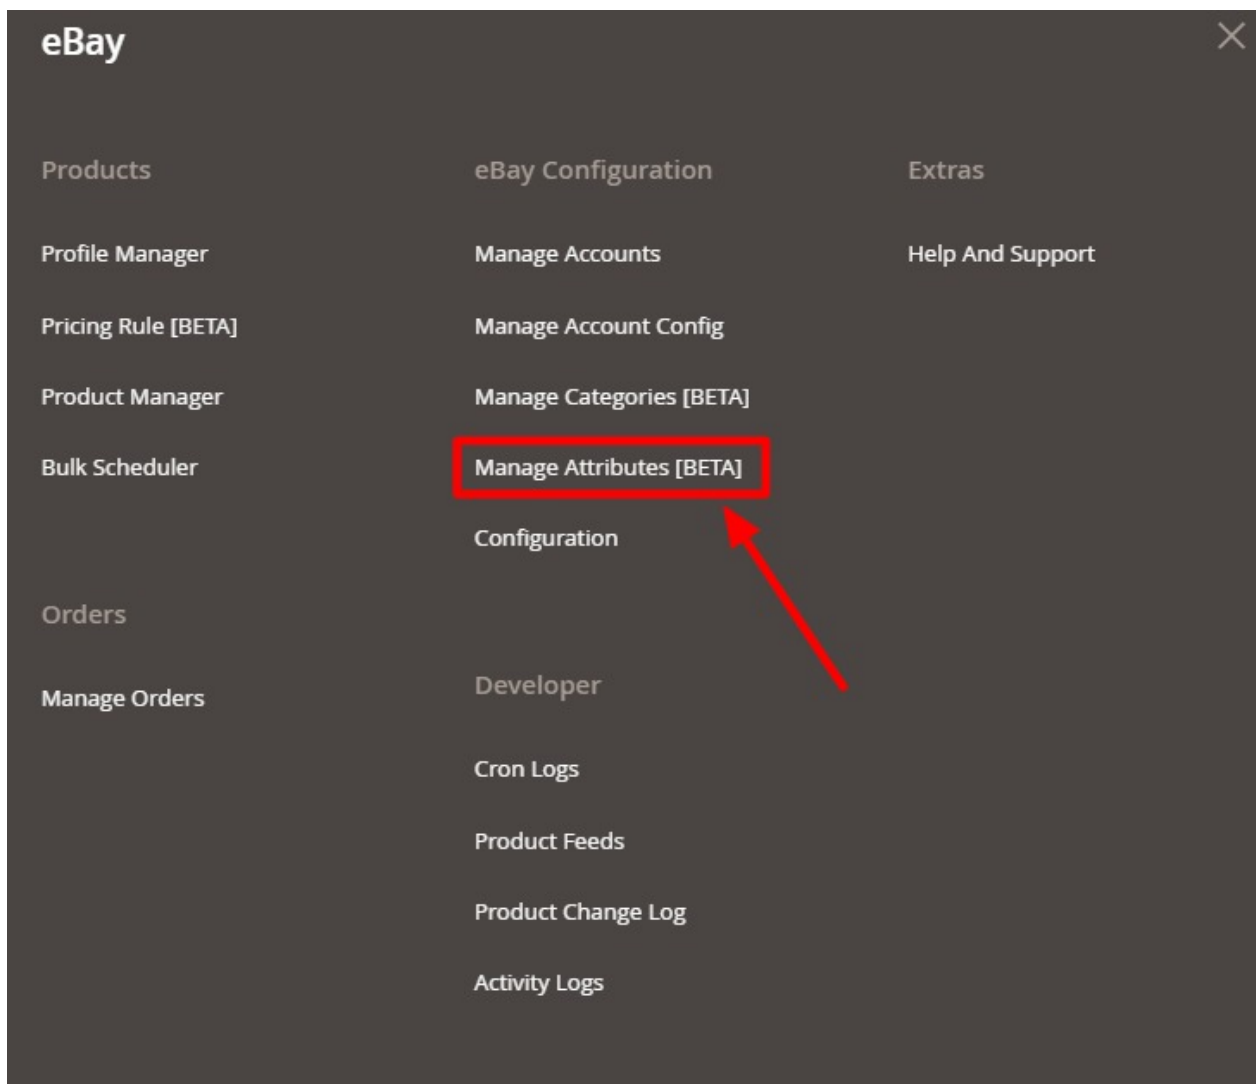 eBay
Products
Profile Manager
Pricing Rule [BETA]
Product Manager
Bulk Scheduler
Orders
Manage Orders
eBay Configuration
Manage Accounts
Manage Account Config
Manage Categories [BETA]
Manage Attributes [BETA]
Configuration
Developer
Cron Logs
Product Feeds
Product Change Log
Activity Logs
Extras
Help And Support